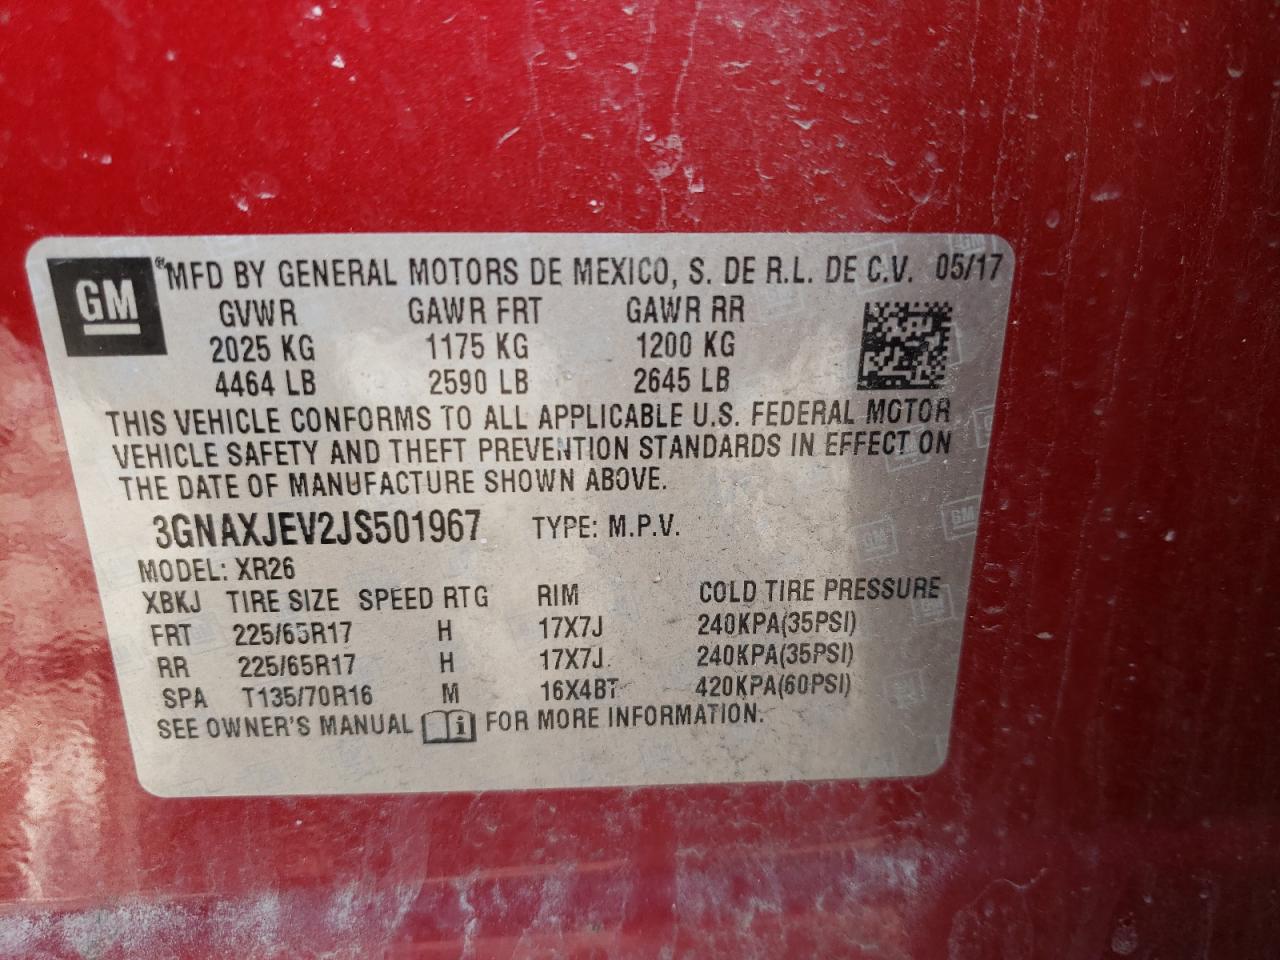 GM
® MFD BY GENERAL MOTORS DE MEXICO, S. DE R.L. DE C.V. 05/17
GVWR GAWR FRT GAWR RR
2025 KG 1175 KG 1200 KG
4464 LB 2590 LB 2645 LB
THIS VEHICLE CONFORMS TO ALL APPLICABLE U.S. FEDERAL MOTOR
VEHICLE SAFETY AND THEFT PREVENTION STANDARDS IN EFFECT ON
THE DATE OF MANUFACTURE SHOWN ABOVE.
3GNAXJEV2JS501967 TYPE: M.P.V.
MODEL: XR26
XBKJ TIRE SIZE SPEED RTG RIM COLD TIRE PRESSURE
FRT 225/65R17 H 17X7J 240KPA(35PSI)
RR 225/65R17 H 17X7J 240KPA(35PSI)
SPA T135/70R16 M 16X4BT 420KPA(60PSI)
SEE OWNER'S MANUAL i FOR MORE INFORMATION.